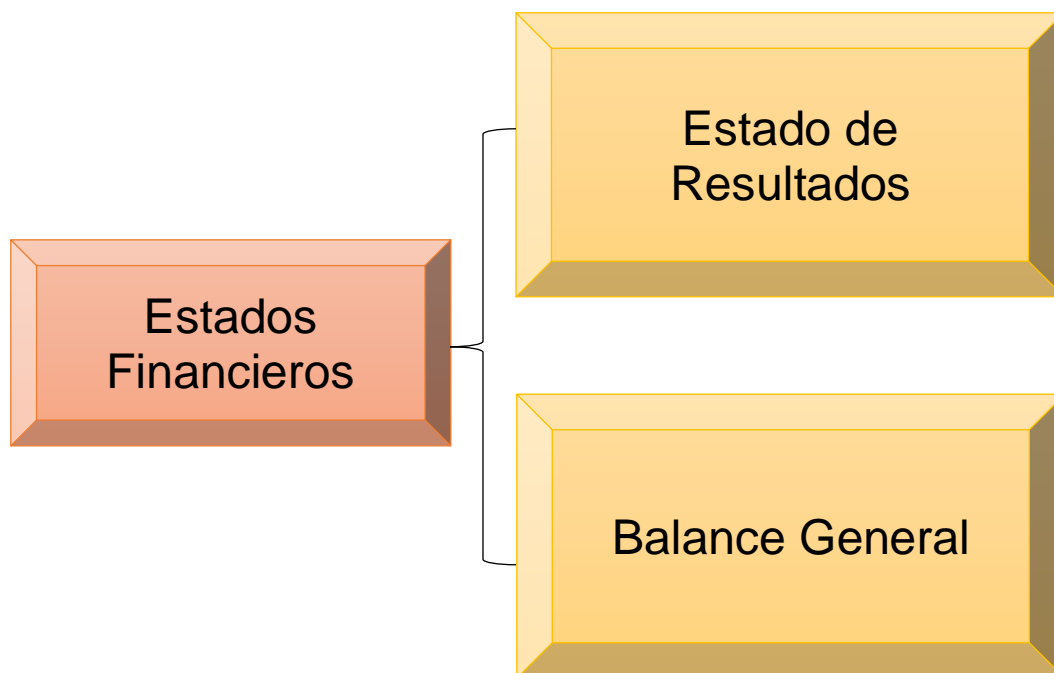 Estado de
Resultados
Estados
Financieros
Balance General